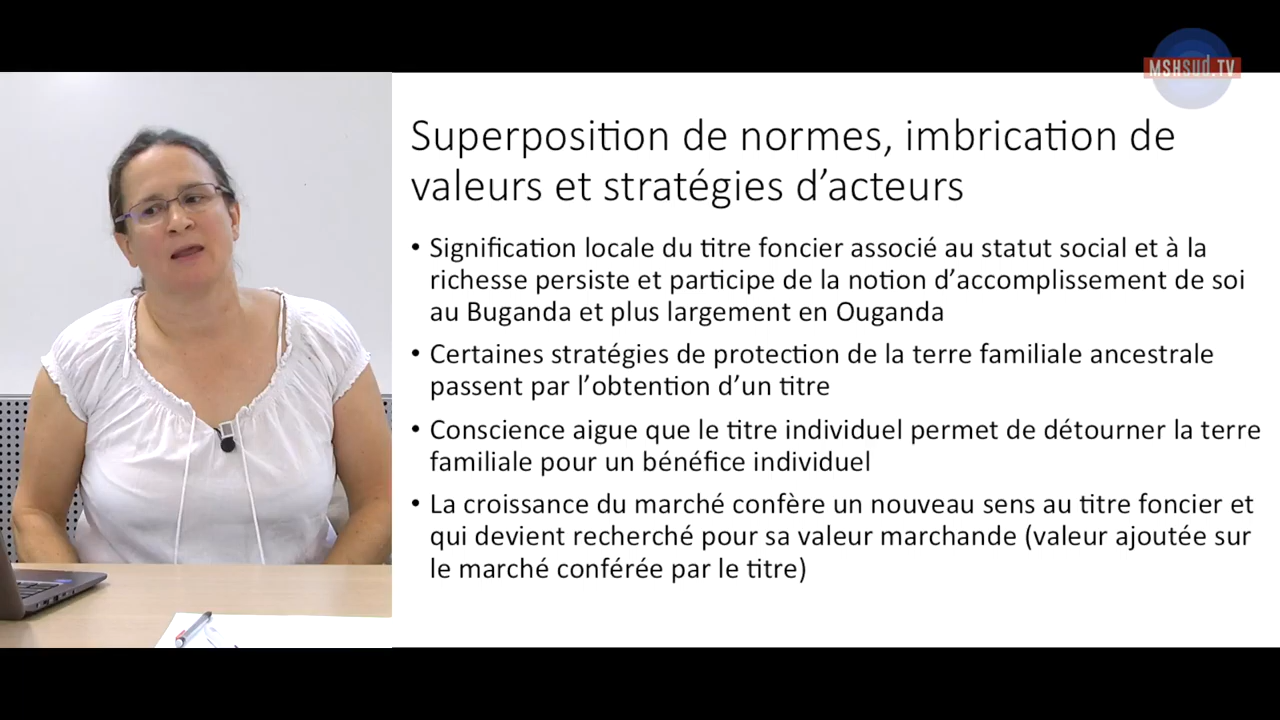 MSHsud.TV
Superposition de normes, imbrication de
valeurs et stratégies d’acteurs
• Signification locale du titre foncier associé au statut social et à la
richesse persiste et participe de la notion d’accomplissement de soi
au Buganda et plus largement en Ouganda
• Certaines stratégies de protection de la terre familiale ancestrale
passent par l’obtention d’un titre
• Conscience aigue que le titre individuel permet de détourner la terre
familiale pour un bénéfice individuel
• La croissance du marché confère un nouveau sens au titre foncier et
qui devient recherché pour sa valeur marchande (valeur ajoutée sur
le marché conférée par le titre)